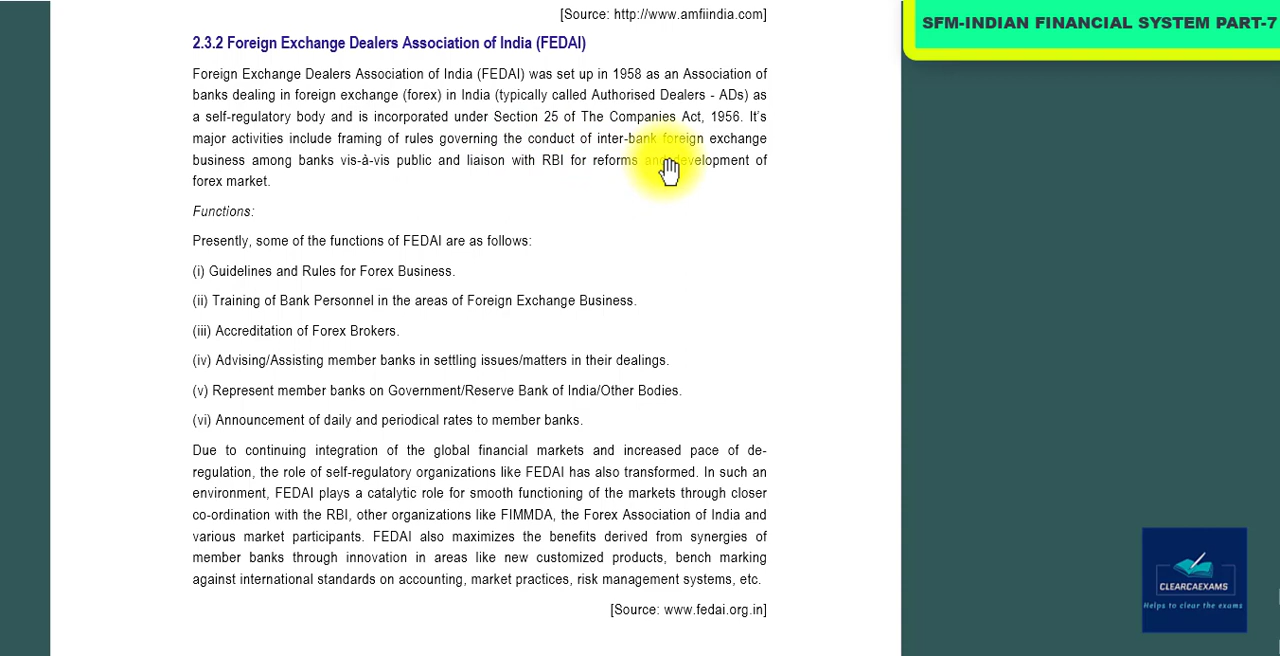 [Source: http://www.amfiindia.com]
SFM-INDIAN FINANCIAL SYSTEM PART-7
2.3.2 Foreign Exchange Dealers Association of India (FEDAI)
Foreign Exchange Dealers Association of India (FEDAI) was set up in 1958 as an Association of
banks dealing in foreign exchange (forex) in India (typically called Authorised Dealers - ADs) as
a self-regulatory body and is incorporated under Section 25 of The Companies Act, 1956. It's
major activities include framing of rules governing the conduct of inter-bank foreign exchange
business among banks vis-à-vis public and liaison with RBI for reforms and development of
forex market.
Functions:
Presently, some of the functions of FEDAI are as follows:
(i) Guidelines and Rules for Forex Business.
(ii) Training of Bank Personnel in the areas of Foreign Exchange Business.
(iii) Accreditation of Forex Brokers.
(iv) Advising/Assisting member banks in settling issues/matters in their dealings.
(v) Represent member banks on Government/Reserve Bank of India/Other Bodies.
(vi) Announcement of daily and periodical rates to member banks.
Due to continuing integration of the global financial markets and increased pace of de-
regulation, the role of self-regulatory organizations like FEDAI has also transformed. In such an
environment, FEDAI plays a catalytic role for smooth functioning of the markets through closer
co-ordination with the RBI, other organizations like FIMMDA, the Forex Association of India and
various market participants. FEDAI also maximizes the benefits derived from synergies of
member banks through innovation in areas like new customized products, bench marking
against international standards on accounting, market practices, risk management systems, etc.
[Source: www.fedai.org.in]
CLEARCAEXAMS
Helps to clear the exams